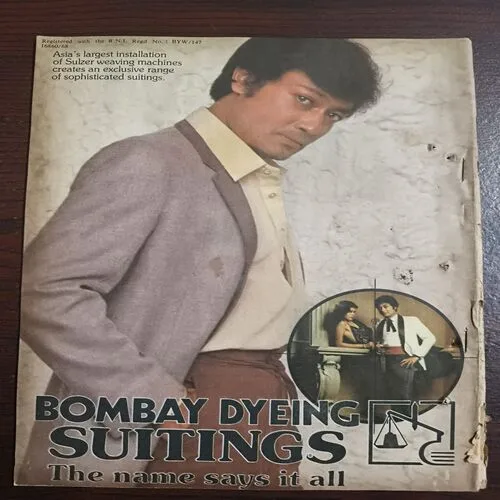 Registered with the R.N.I. Regd No.: BYW/147
16860/68
Asia's largest installation
of Sulzer weaving machines
creates an exclusive range
of sophisticated suitings.
BOMBAY DYEING
SUITINGS
The name says it all